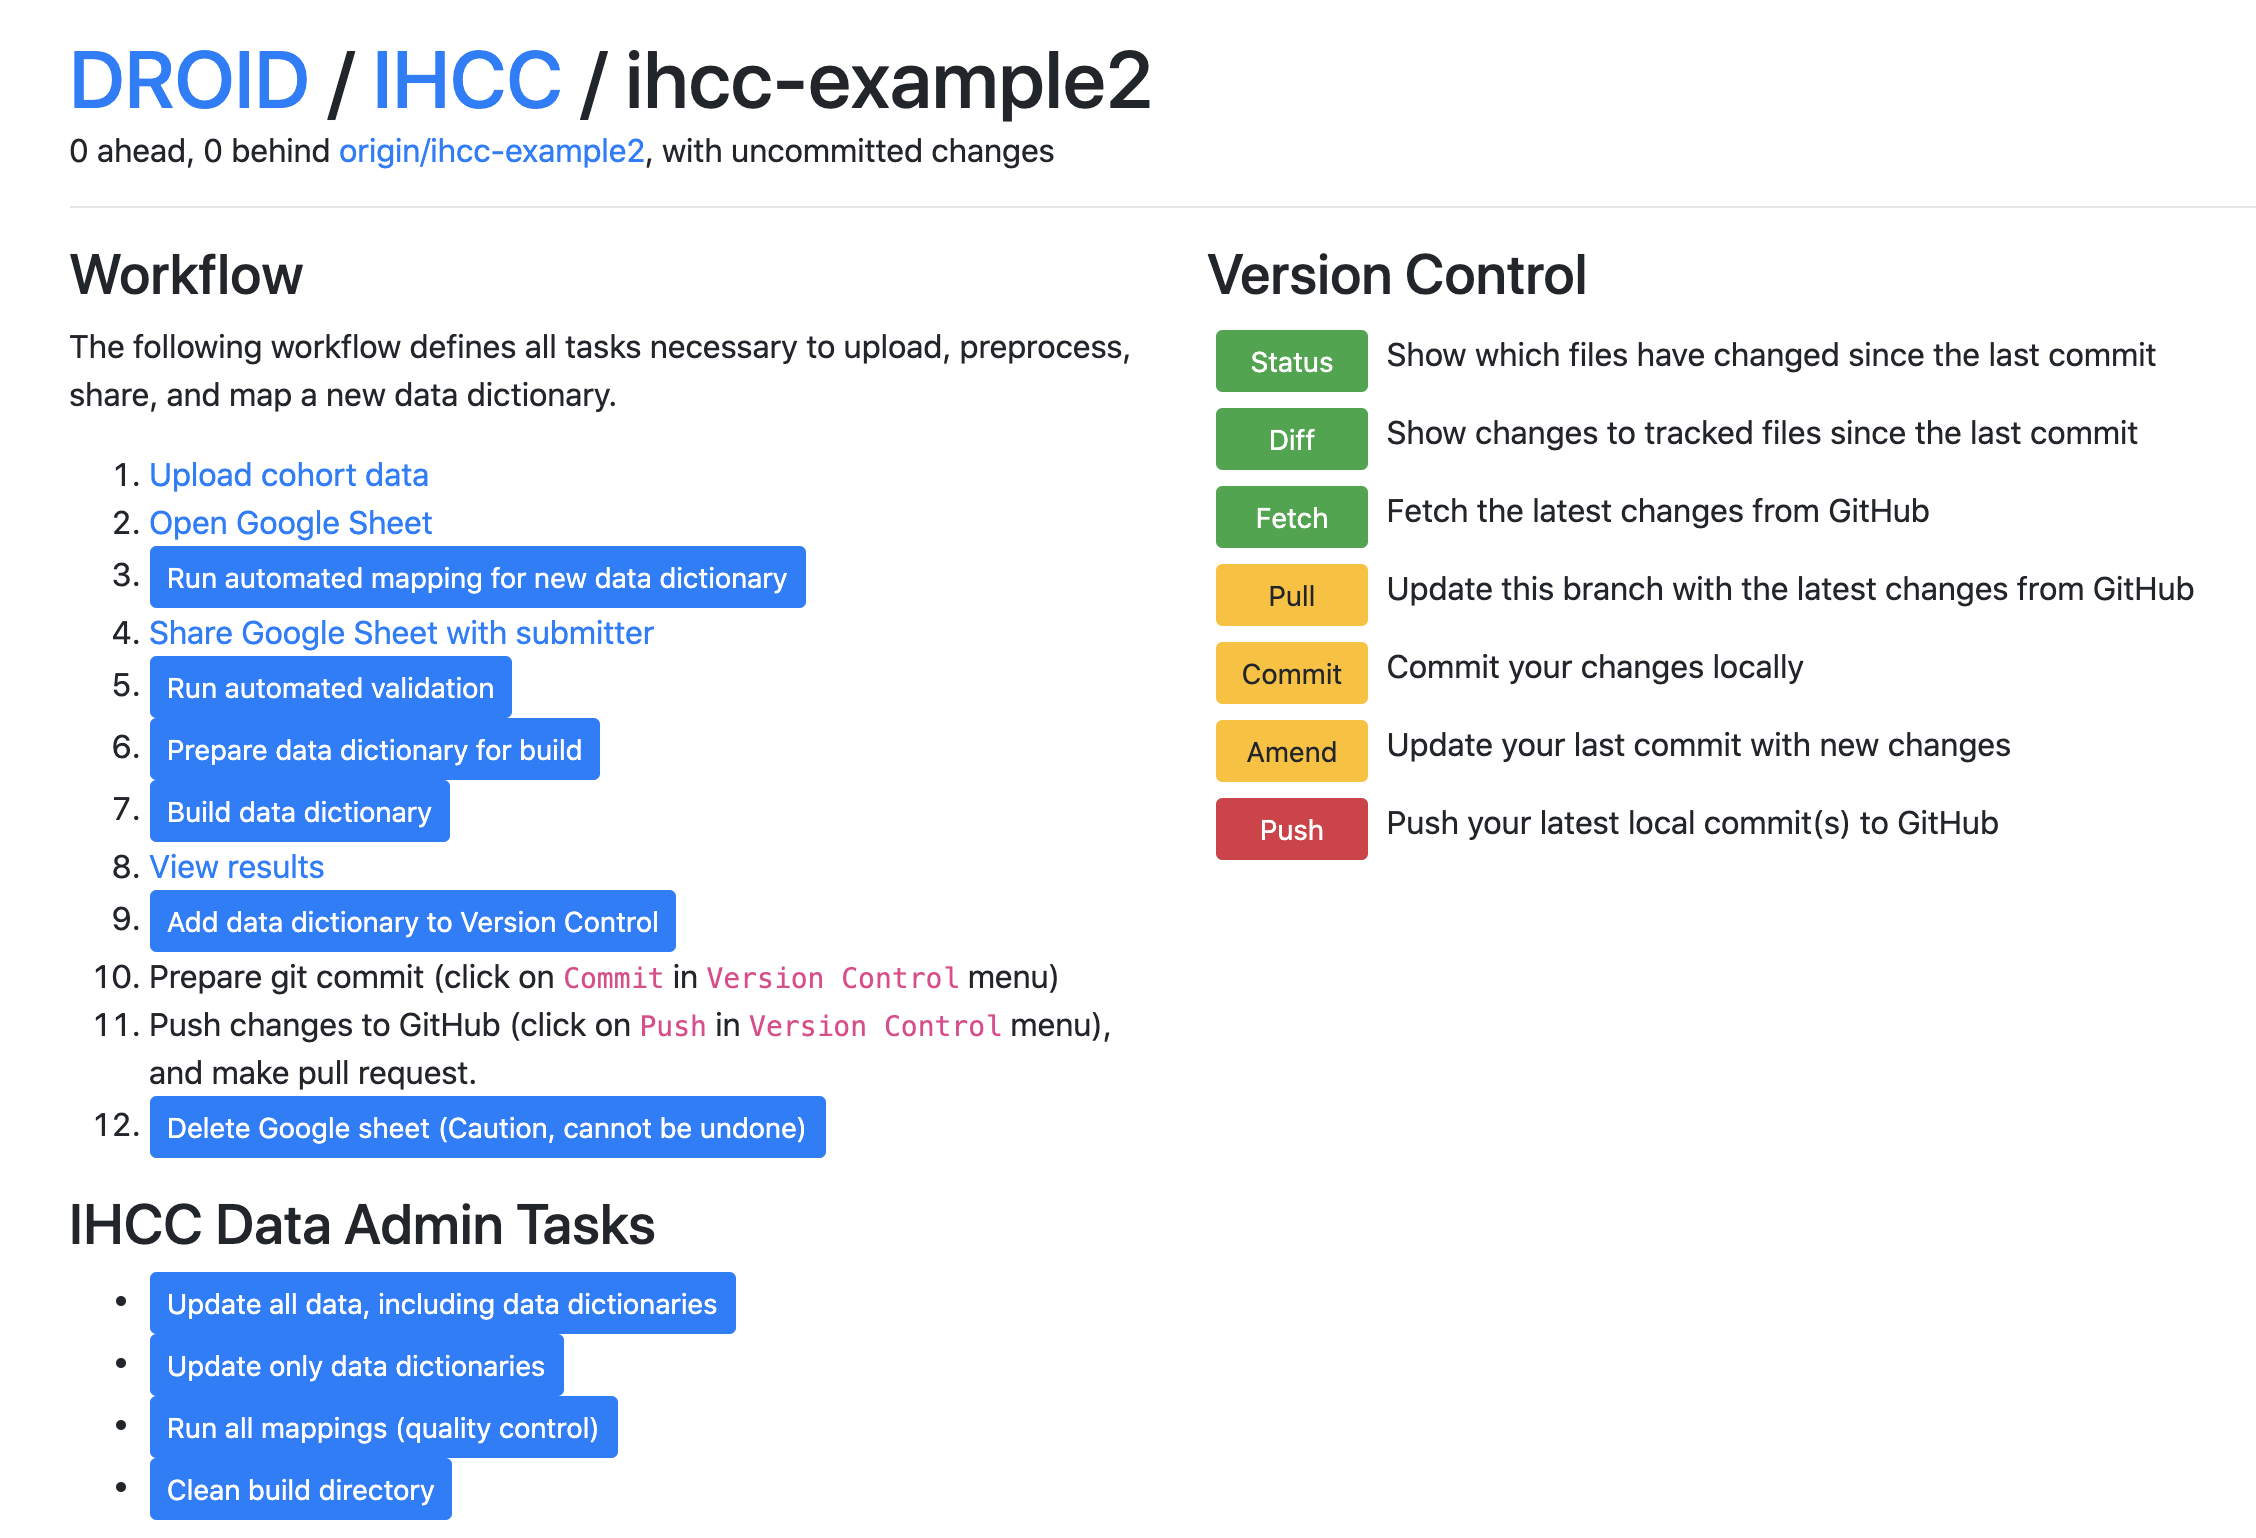 DROID / IHCC / ihcc-example2
0 ahead, 0 behind origin/ihcc-example2, with uncommitted changes
Workflow
The following workflow defines all tasks necessary to upload, preprocess,
share, and map a new data dictionary.
1. Upload cohort data
2. Open Google Sheet
3. Run automated mapping for new data dictionary
4. Share Google Sheet with submitter
5. Run automated validation
6. Prepare data dictionary for build
7. Build data dictionary
8. View results
9. Add data dictionary to Version Control
10. Prepare git commit (click on Commit in Version Control menu)
11. Push changes to GitHub (click on Push in Version Control menu),
and make pull request.
12. Delete Google sheet (Caution, cannot be undone)
IHCC Data Admin Tasks
• Update all data, including data dictionaries
• Update only data dictionaries
• Run all mappings (quality control)
• Clean build directory
Version Control
Status Show which files have changed since the last commit
Diff Show changes to tracked files since the last commit
Fetch Fetch the latest changes from GitHub
Pull Update this branch with the latest changes from GitHub
Commit Commit your changes locally
Amend Update your last commit with new changes
Push Push your latest local commit(s) to GitHub